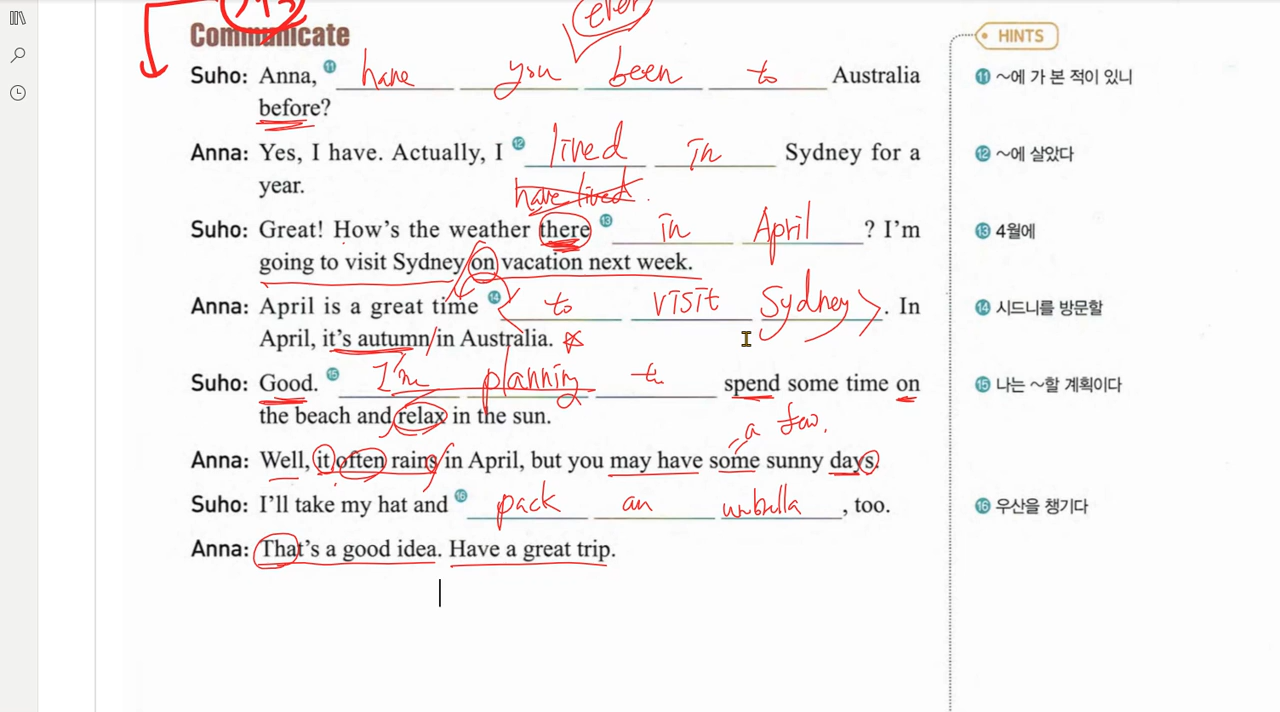 ever
Communicate
HINTS
Suho: Anna, ⑪ have you been to Australia
before?
⑪ ~에 가 본 적이 있니
Anna: Yes, I have. Actually, I ⑫ lived in Sydney for a
year.
have lived
⑫ ~에 살았다
Suho: Great! How's the weather there ⑬ in April ? I'm
going to visit Sydney on vacation next week.
⑬ 4월에
Anna: April is a great time ⑭ to visit Sydney. In
April, it's autumn in Australia.
⑭ 시드니를 방문할
Suho: Good. ⑮ I'm planning to spend some time on
the beach and relax in the sun.
⑮ 나는 ~할 계획이다
a few.
Anna: Well, it often rains in April, but you may have some sunny days.
Suho: I'll take my hat and ⑯ pack an umbrella, too.
⑯ 우산을 챙기다
Anna: That's a good idea. Have a great trip.